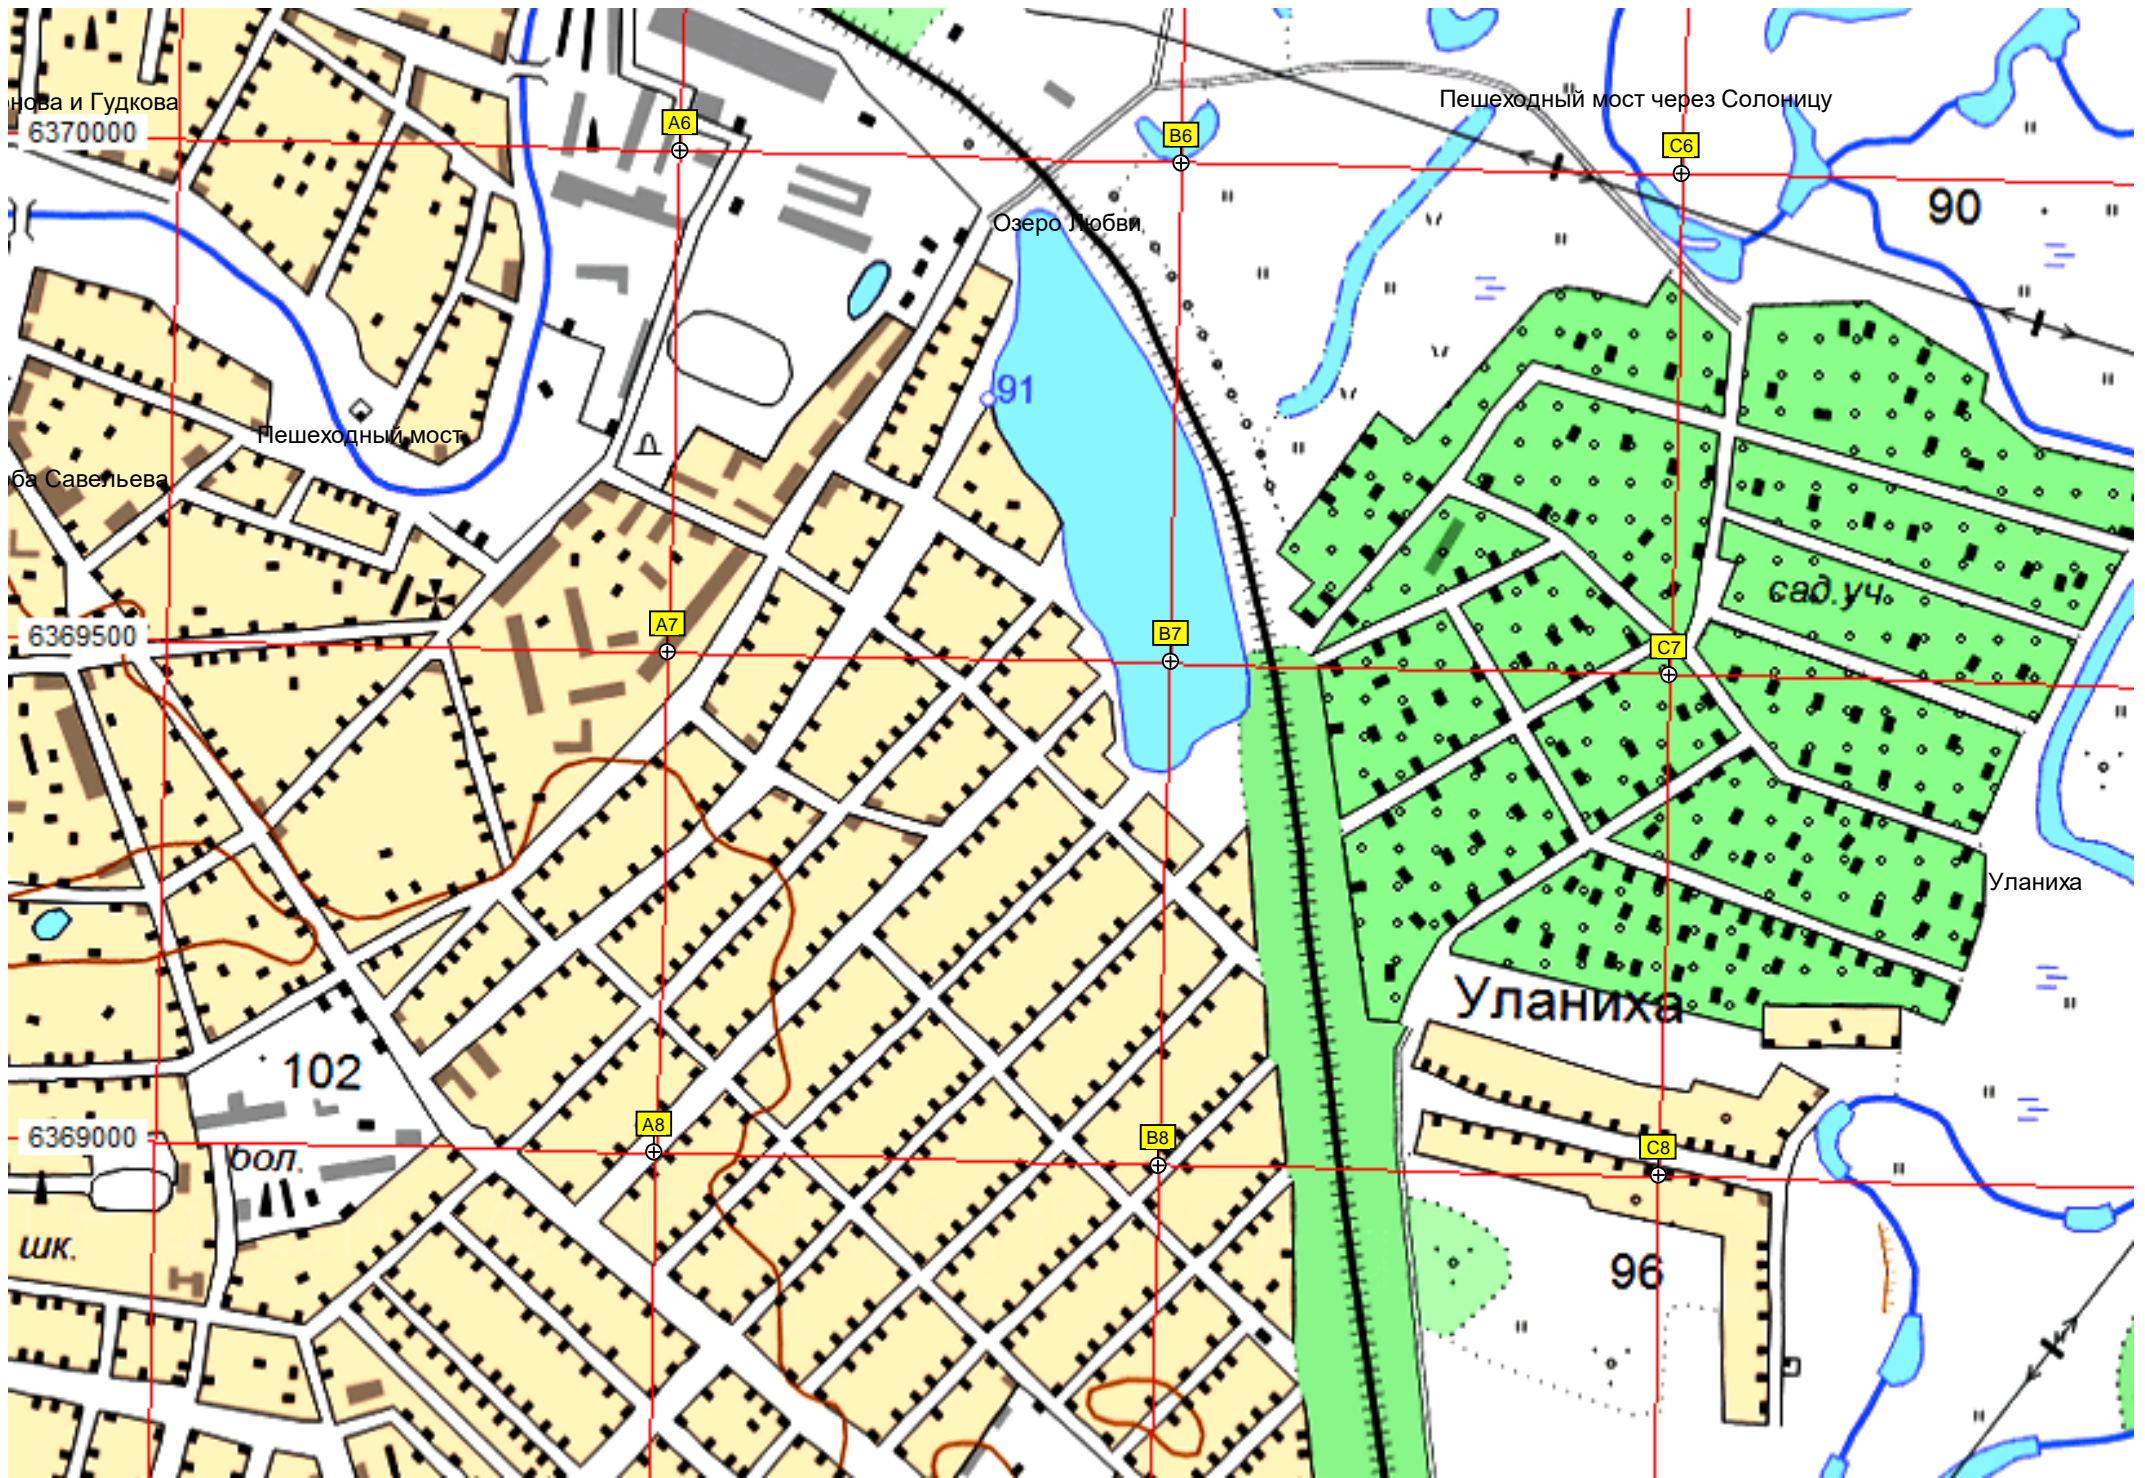 нова и Гудкова
Пешеходный мост через Солоницу
6370000
A6
B6
C6
90
Озеро Любви
91
Пешеходный мост
ба Савельева
сад.уч.
6369500
A7
B7
C7
Уланиха
Уланиха
102
6369000
A8
B8
C8
бол.
шк.
96